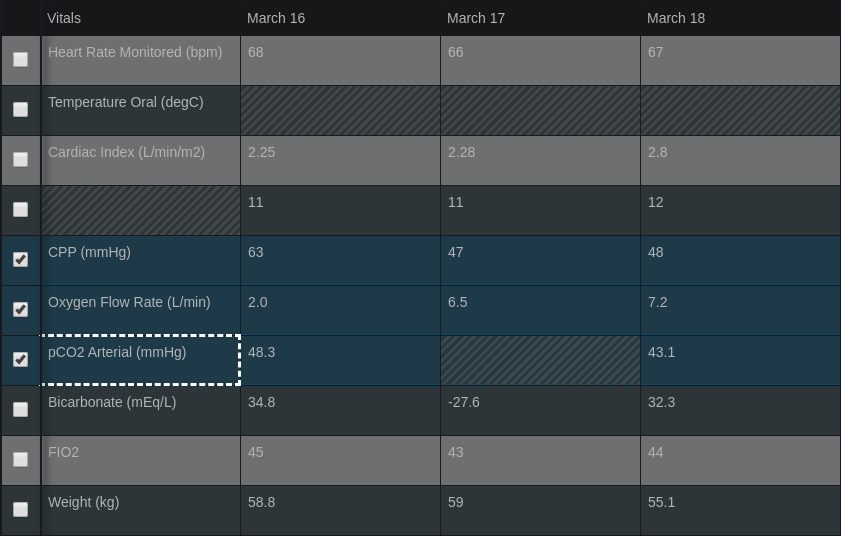 Vitals March 16 March 17 March 18
Heart Rate Monitored (bpm) 68 66 67
Temperature Oral (degC)
Cardiac Index (L/min/m2) 2.25 2.28 2.8
11 11 12
CPP (mmHg) 63 47 48
Oxygen Flow Rate (L/min) 2.0 6.5 7.2
pCO2 Arterial (mmHg) 48.3 43.1
Bicarbonate (mEq/L) 34.8 -27.6 32.3
FIO2 45 43 44
Weight (kg) 58.8 59 55.1